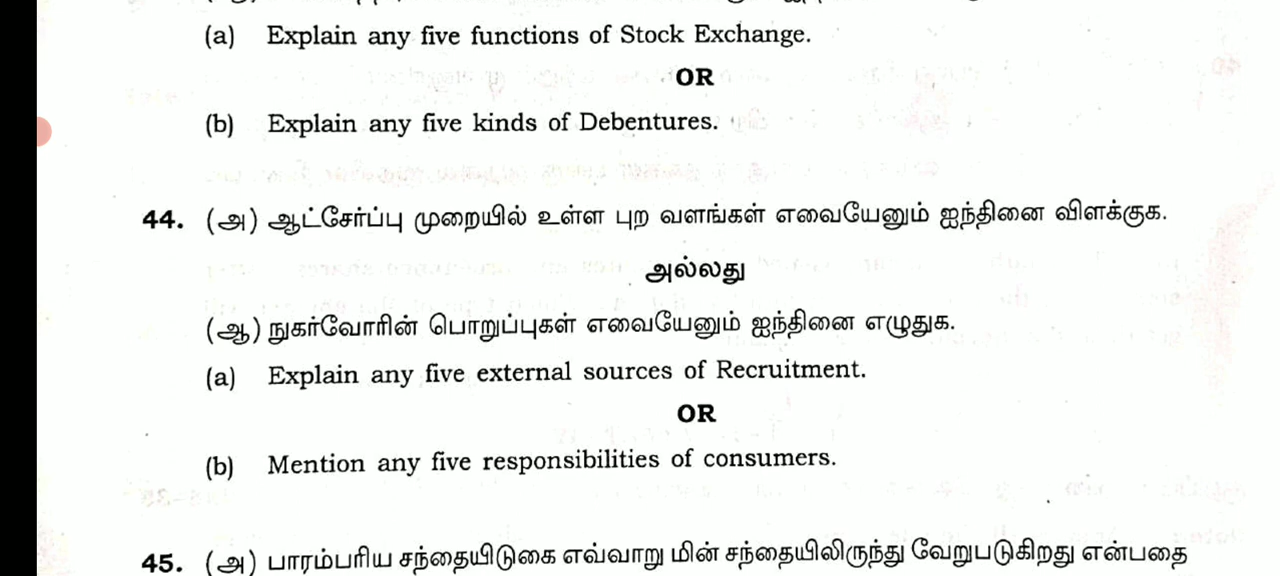 (a) Explain any five functions of Stock Exchange.
OR
(b) Explain any five kinds of Debentures.
44. (அ) ஆட்சேர்ப்பு முறையில் உள்ள புற வளங்கள் எவையேனும் ஐந்தினை விளக்குக.
அல்லது
(ஆ) நுகர்வோரின் பொறுப்புகள் எவையேனும் ஐந்தினை எழுதுக.
(a) Explain any five external sources of Recruitment.
OR
(b) Mention any five responsibilities of consumers.
45. (அ) பாரம்பரிய சந்தையிடுகை எவ்வாறு மின் சந்தையிலிருந்து வேறுபடுகிறது என்பதை